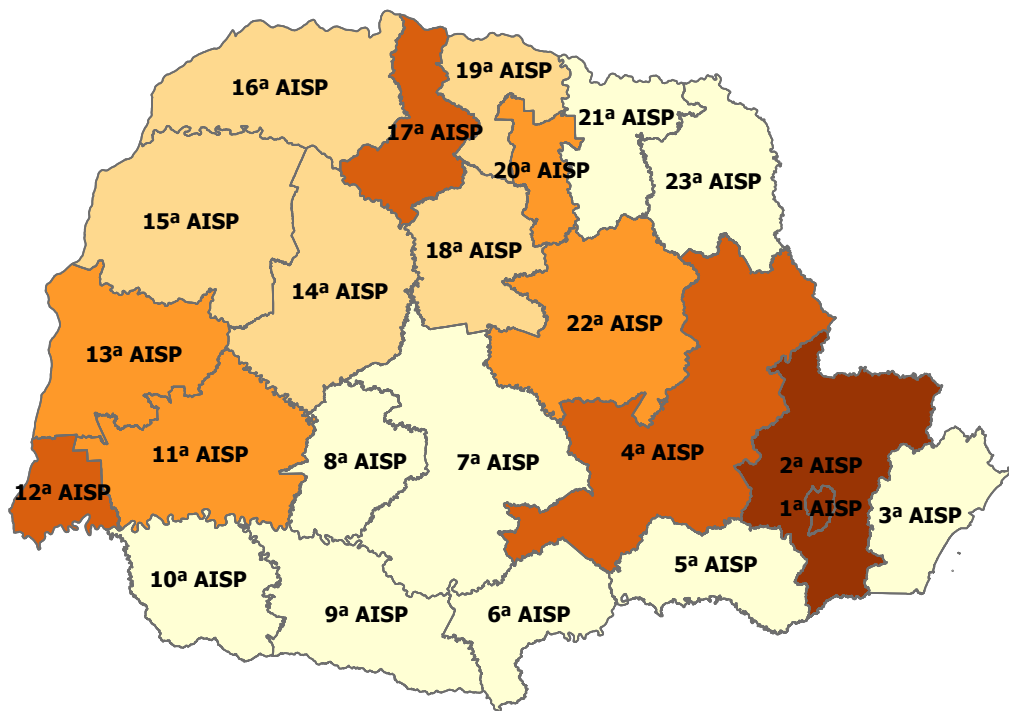 19ª AISP
16ª AISP
21ª AISP
17ª AISP
20ª AISP
23ª AISP
15ª AISP
18ª AISP
14ª AISP
22ª AISP
13ª AISP
11ª AISP
8ª AISP
7ª AISP
4ª AISP
2ª AISP
12ª AISP
1ª AISP
3ª AISP
5ª AISP
10ª AISP
9ª AISP
6ª AISP